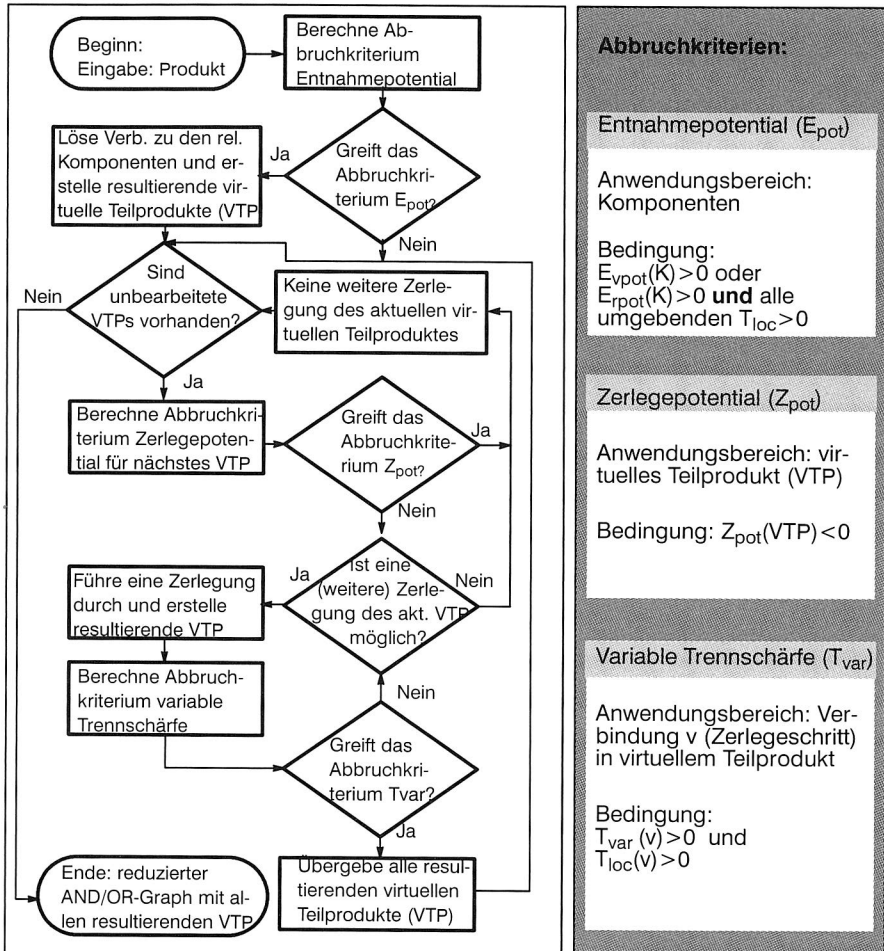 Beginn:
Eingabe: Produkt
Berechne Ab-
bruchkriterium
Entnahmepotential
Löse Verb. zu den rel.
Komponenten und er-
stelle resultierende vir-
tuelle Teilprodukte (VTP
Ja
Greift das
Abbruchkri-
terium Epot?
Nein
Nein
Sind
unbearbeitete
VTPs vorhanden?
Keine weitere Zerle-
gung des aktuellen vir-
tuellen Teilproduktes
Ja
Berechne Abbruchkri-
terium Zerlegepoten-
tial für nächstes VTP
Greift das
Abbruchkrite-
rium Zpot?
Ja
Nein
Führe eine Zerlegung
durch und erstelle
resultierende VTP
Ja
Ist eine
(weitere) Zerle-
gung des akt. VTP
möglich?
Nein
Berechne Abbruch-
kriterium variable
Trennschärfe
Nein
Greift das
Abbruchkri-
terium Tvar?
Ja
Ende: reduzierter
AND/OR-Graph mit al-
len resultierenden VTP
Übergebe alle resul-
tierenden virtuellen
Teilprodukte (VTP)
Abbruchkriterien:
Entnahmepotential (Epot)
Anwendungsbereich:
Komponenten
Bedingung:
Evpot(K)>0 oder
Erpot(K)>0 und alle
umgebenden Tloc>0
Zerlegepotential (Zpot)
Anwendungsbereich: vir-
tuelles Teilprodukt (VTP)
Bedingung: Zpot(VTP)<0
Variable Trennschärfe (Tvar)
Anwendungsbereich: Ver-
bindung v (Zerlegeschritt)
in virtuellem Teilprodukt
Bedingung:
Tvar (v)>0 und
Tloc(v)>0